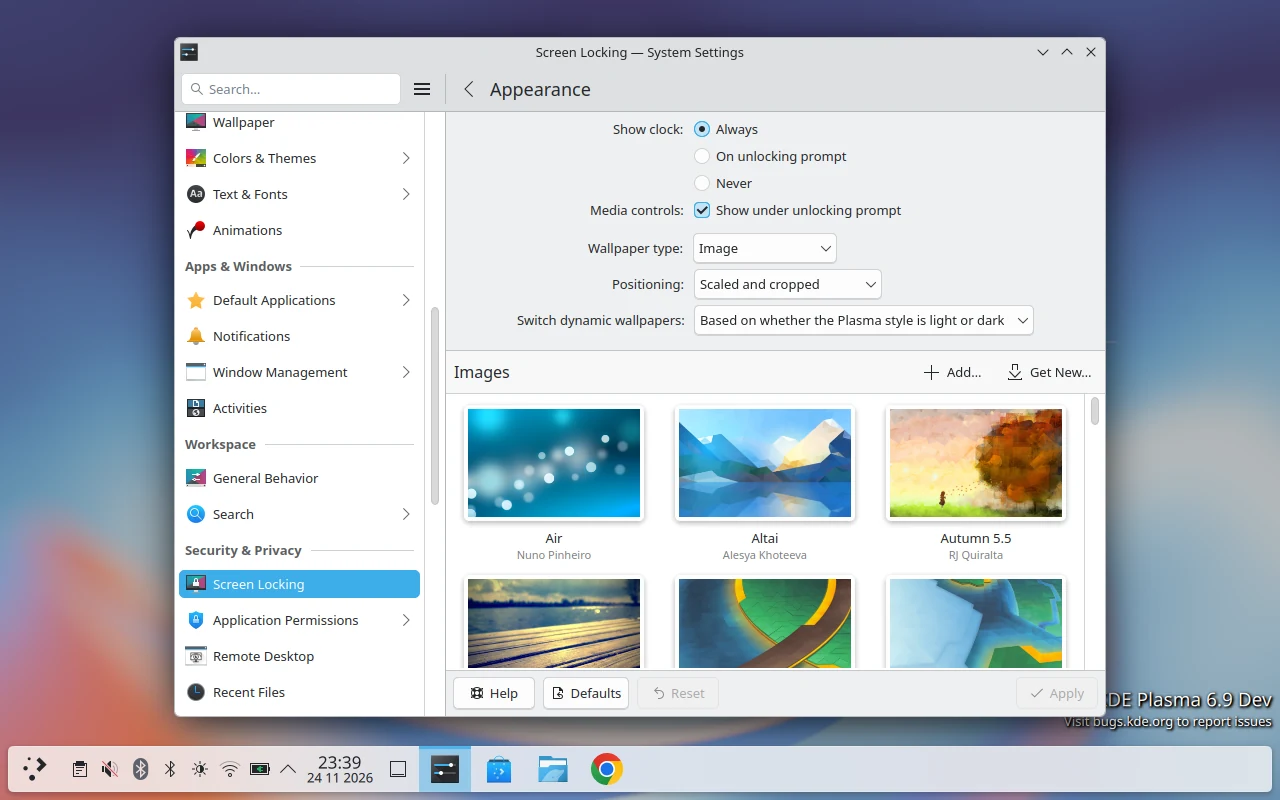 Screen Locking — System Settings
Search...
Appearance
Wallpaper
Colors & Themes
Aa Text & Fonts
Animations
Apps & Windows
Default Applications
Notifications
Window Management
Activities
Workspace
General Behavior
Search
Security & Privacy
Screen Locking
Application Permissions
Remote Desktop
Recent Files
Show clock: Always
On unlocking prompt
Never
Media controls: Show under unlocking prompt
Wallpaper type: Image
Positioning: Scaled and cropped
Switch dynamic wallpapers: Based on whether the Plasma style is light or dark
Images
Add...
Get New...
Air
Nuno Pinheiro
Altai
Alesya Khoteeva
Autumn 5.5
RJ Quiralta
Help
Defaults
Reset
Apply
DE Plasma 6.9 Dev
Visit bugs.kde.org to report issues
23:39
24 11 2026